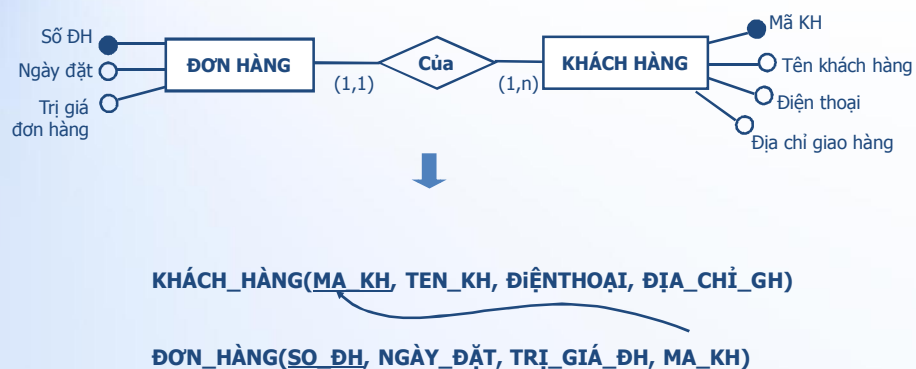 Số ĐH
Ngày đặt
Trị giá
đơn hàng
ĐƠN HÀNG
(1,1)
Của
(1,n)
KHÁCH HÀNG
Mã KH
Tên khách hàng
Điện thoại
Địa chỉ giao hàng
KHÁCH_HÀNG(MA_KH, TEN_KH, ĐiỆNTHOẠI, ĐỊA_CHỈ_GH)
ĐƠN_HÀNG(SO_ĐH, NGÀY_ĐẶT, TRỊ_GIÁ_ĐH, MA_KH)